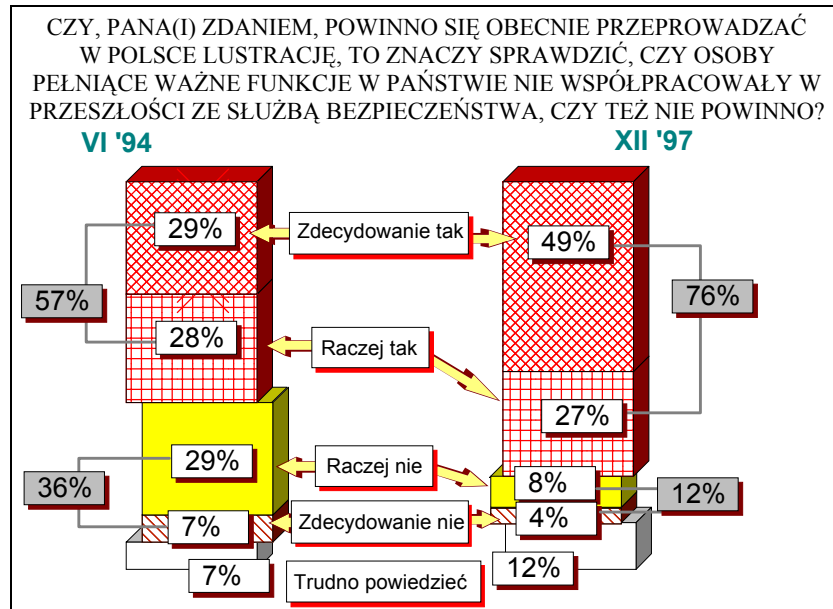 CZY, PANA(I) ZDANIEM, POWINNO SIĘ OBECNIE PRZEPROWADZAĆ
W POLSCE LUSTRACJĘ, TO ZNACZY SPRAWDZIĆ, CZY OSOBY
PEŁNIĄCE WAŻNE FUNKCJE W PAŃSTWIE NIE WSPÓŁPRACOWAŁY W
PRZESZŁOŚCI ZE SŁUŻBĄ BEZPIECZEŃSTWA, CZY TEŻ NIE POWINNO?
VI '94 XII '97
29% Zdecydowanie tak 49%
57% 76%
28% Raczej tak
27%
29% Raczej nie 8%
36% 12%
7% Zdecydowanie nie 4%
7% Trudno powiedzieć 12%